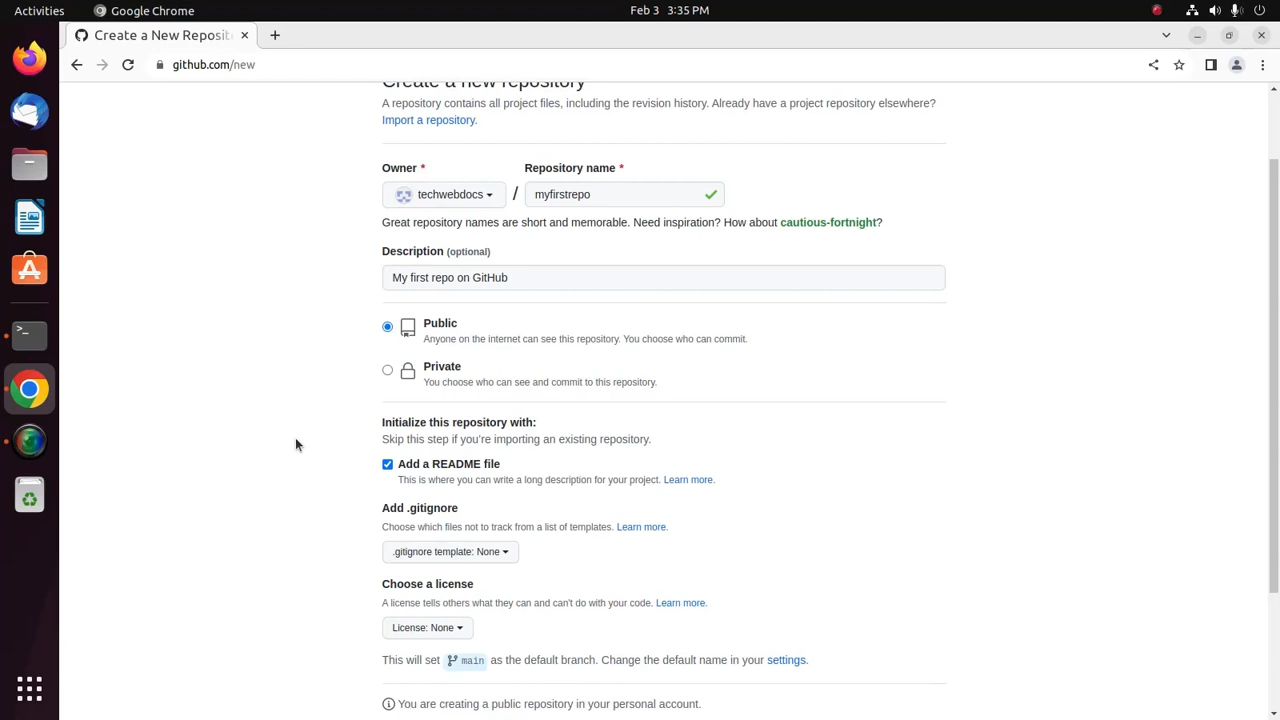 Activities Google Chrome Feb 3 3:35 PM
Create a New Reposit
github.com/new
Create a new repository
A repository contains all project files, including the revision history. Already have a project repository elsewhere?
Import a repository.
Owner * Repository name *
techwebdocs / myfirstrepo
Great repository names are short and memorable. Need inspiration? How about cautious-fortnight?
Description (optional)
My first repo on GitHub
Public
Anyone on the internet can see this repository. You choose who can commit.
Private
You choose who can see and commit to this repository.
Initialize this repository with:
Skip this step if you're importing an existing repository.
Add a README file
This is where you can write a long description for your project. Learn more.
Add .gitignore
Choose which files not to track from a list of templates. Learn more.
.gitignore template: None
Choose a license
A license tells others what they can and can't do with your code. Learn more.
License: None
This will set main as the default branch. Change the default name in your settings.
You are creating a public repository in your personal account.